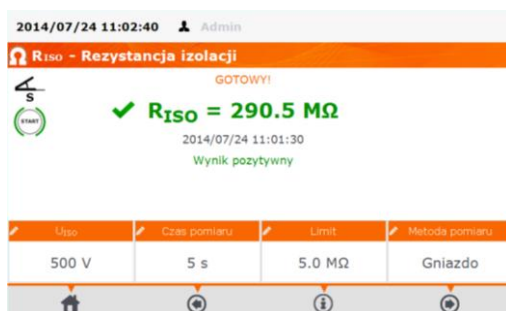 2014/07/24 11:02:40 Admin
RISO - Rezystancja izolacji
GOTOWY!
S
START
RISO = 290.5 MΩ
2014/07/24 11:01:30
Wynik pozytywny
UISO Czas pomiaru Limit Metoda pomiaru
500 V 5 s 5.0 MΩ Gniazdo